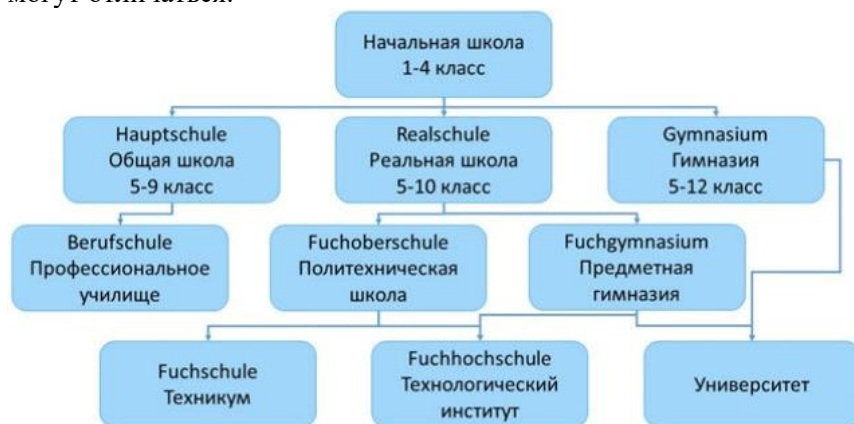 могут отличаться.
Начальная школа
1-4 класс
Hauptschule
Общая школа
5-9 класс
Realschule
Реальная школа
5-10 класс
Gymnasium
Гимназия
5-12 класс
Berufschule
Профессиональное
училище
Fuchoberschule
Политехническая
школа
Fuchgymnasium
Предметная
гимназия
Fuchschule
Техникум
Fuchhochschule
Технологический
институт
Университет